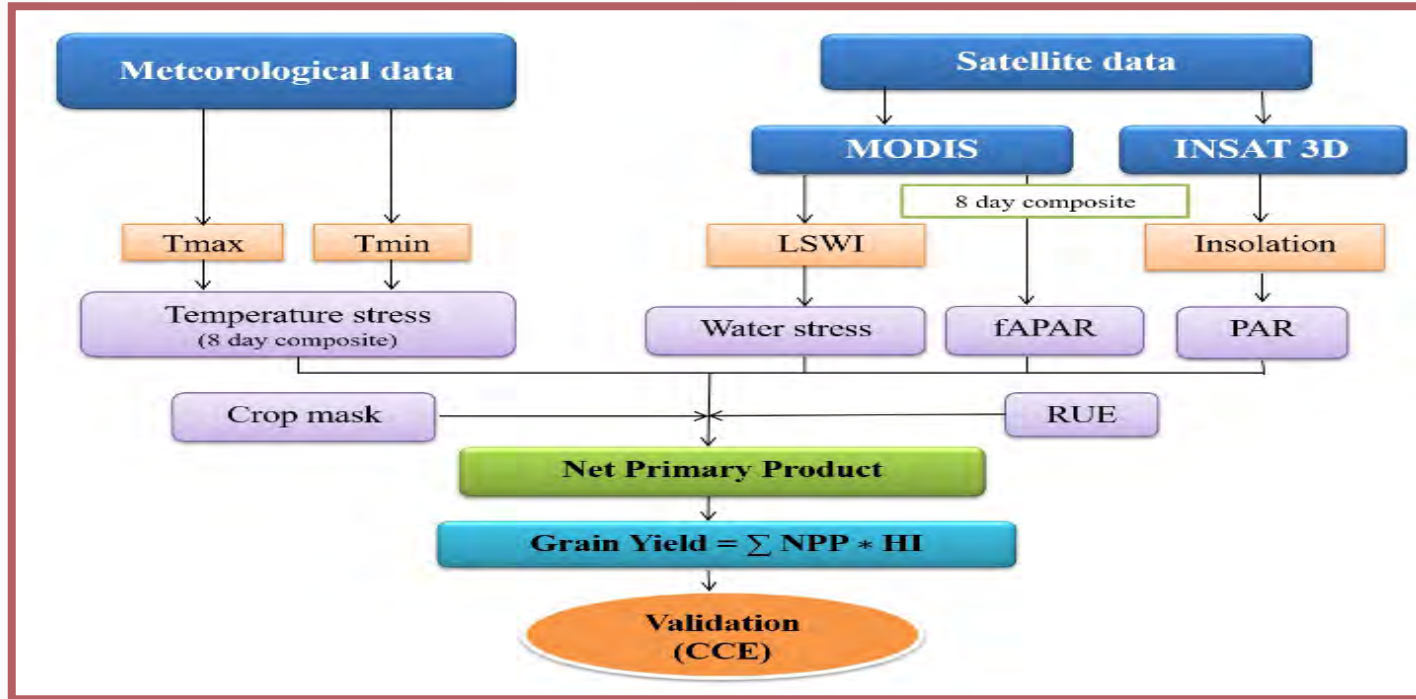 Meteorological data
Satellite data
MODIS
INSAT 3D
8 day composite
Tmax
Tmin
LSWI
Insolation
Temperature stress
(8 day composite)
Water stress
fAPAR
PAR
Crop mask
RUE
Net Primary Product
Grain Yield = ∑ NPP * HI
Validation
(CCE)